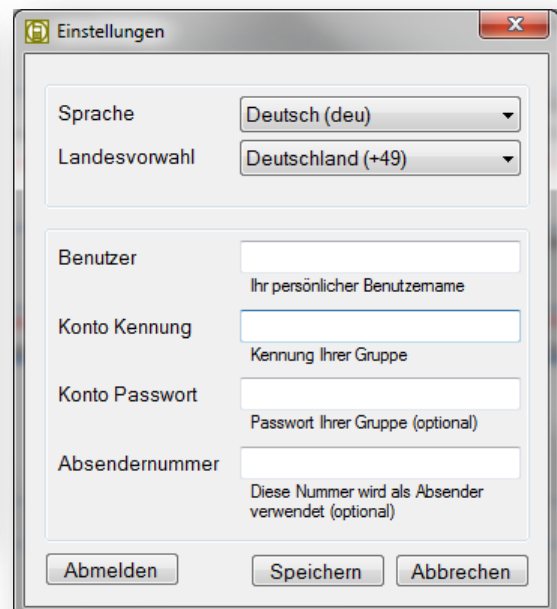 Einstellungen
Sprache
Deutsch (deu)
Landesvorwahl
Deutschland (+49)
Benutzer
Ihr persönlicher Benutzername
Konto Kennung
Kennung Ihrer Gruppe
Konto Passwort
Passwort Ihrer Gruppe (optional)
Absendernummer
Diese Nummer wird als Absender
verwendet (optional)
Abmelden
Speichern
Abbrechen